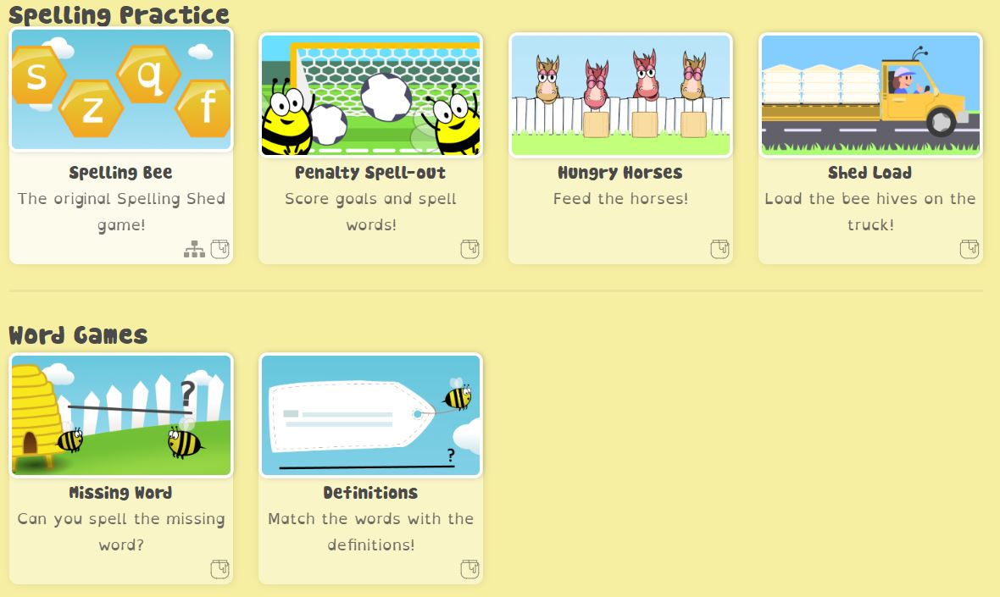 Spelling Practice
s z q f
Spelling Bee
The original Spelling Shed
game!
Penalty Spell-out
Score goals and spell
words!
Hungry Horses
Feed the horses!
Shed Load
Load the bee hives on the
truck!
Word Games
?
Missing Word
Can you spell the missing
word?
?
Definitions
Match the words with the
definitions!